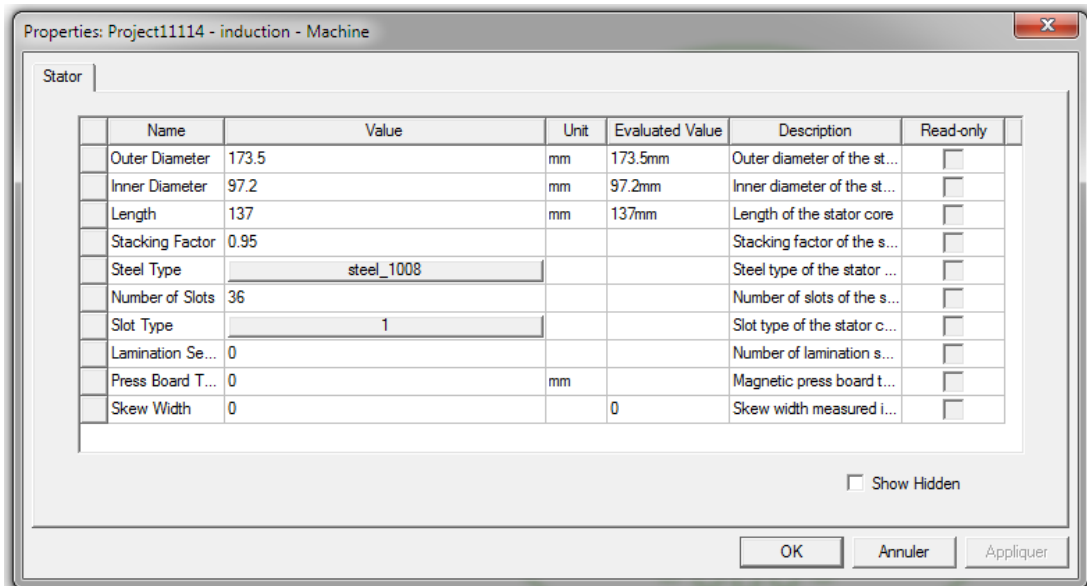 Properties: Project11114 - induction - Machine
Stator
Name Value Unit Evaluated Value Description Read-only
Outer Diameter 173.5 mm 173.5mm Outer diameter of the st...
Inner Diameter 97.2 mm 97.2mm Inner diameter of the st...
Length 137 mm 137mm Length of the stator core
Stacking Factor 0.95 Stacking factor of the s...
Steel Type steel_1008 Steel type of the stator ...
Number of Slots 36 Number of slots of the s...
Slot Type 1 Slot type of the stator c...
Lamination Se... 0 Number of lamination s...
Press Board T... 0 mm Magnetic press board t...
Skew Width 0 0 Skew width measured i...
Show Hidden
OK Annuler Appliquer